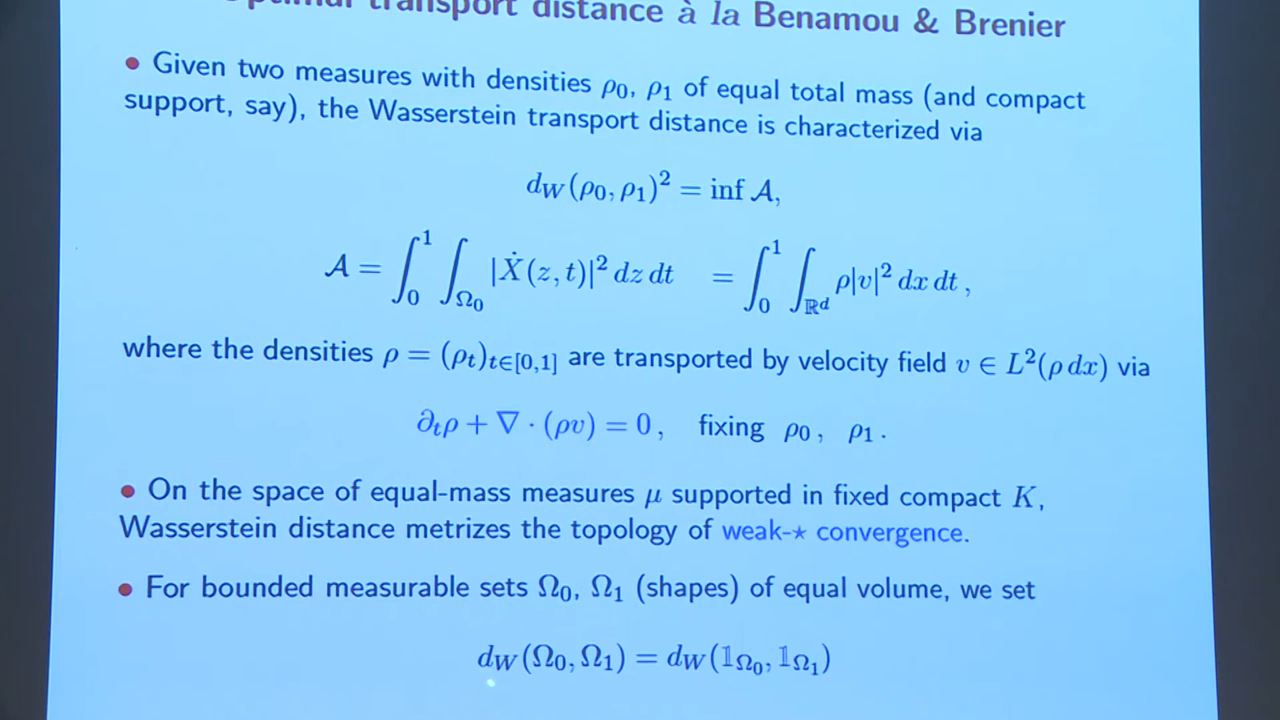 transport distance à la Benamou & Brenier
• Given two measures with densities ρ₀, ρ₁ of equal total mass (and compact
support, say), the Wasserstein transport distance is characterized via
d_W(ρ₀, ρ₁)² = inf 𝒜,
𝒜 = ∫₀¹ ∫_{Ω₀} |Ẋ(z, t)|² dz dt = ∫₀¹ ∫_{ℝᵈ} ρ|v|² dx dt ,
where the densities ρ = (ρ_t)_{t∈[0,1]} are transported by velocity field v ∈ L²(ρ dx) via
∂_tρ + ∇ · (ρv) = 0 , fixing ρ₀ , ρ₁ .
• On the space of equal-mass measures μ supported in fixed compact K,
Wasserstein distance metrizes the topology of weak-⋆ convergence.
• For bounded measurable sets Ω₀, Ω₁ (shapes) of equal volume, we set
d_W(Ω₀, Ω₁) = d_W(𝟙_{Ω₀}, 𝟙_{Ω₁})